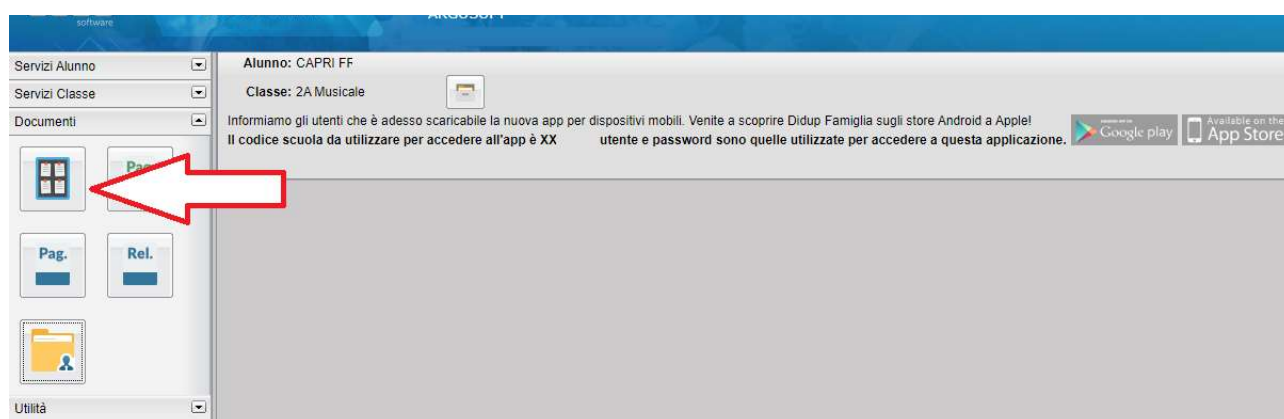 software
ARGOSOFT
Servizi Alunno
Servizi Classe
Documenti
Pag.
Rel.
Utilità
Alunno: CAPRI FF
Classe: 2A Musicale
Informiamo gli utenti che è adesso scaricabile la nuova app per dispositivi mobili. Venite a scoprire Didup Famiglia sugli store Android a Apple!
Il codice scuola da utilizzare per accedere all'app è XX utente e password sono quelle utilizzate per accedere a questa applicazione.
Google play
Available on the
App Store